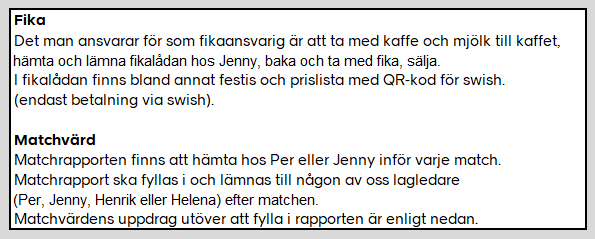 Fika
Det man ansvarar för som fikaansvarig är att ta med kaffe och mjölk till kaffet,
hämta och lämna fikalådan hos Jenny, baka och ta med fika, sälja.
I fikalådan finns bland annat festis och prislista med QR-kod för swish.
(endast betalning via swish).
Matchvärd
Matchrapporten finns att hämta hos Per eller Jenny inför varje match.
Matchrapport ska fyllas i och lämnas till någon av oss lagledare
(Per, Jenny, Henrik eller Helena) efter matchen.
Matchvärdens uppdrag utöver att fylla i rapporten är enligt nedan.